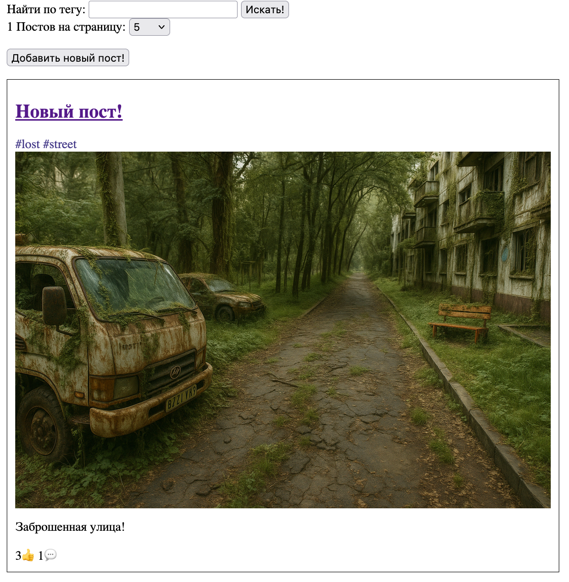 Найти по тегу: Искать!
1 Постов на страницу: 5
Добавить новый пост!
Новый пост!
#lost #street
Заброшенная улица!
3👍 1💬